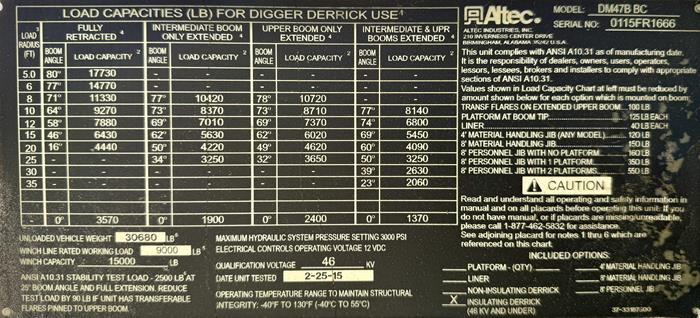 LOAD CAPACITIES (LB) FOR DIGGER DERRICK USE 1
LOAD RADIUS 3 (FT)
FULLY RETRACTED 4
INTERMEDIATE BOOM ONLY EXTENDED 4
UPPER BOOM ONLY EXTENDED 4
INTERMEDIATE & UPR BOOMS EXTENDED 4
BOOM ANGLE LOAD CAPACITY 2 BOOM ANGLE LOAD CAPACITY 2 BOOM ANGLE LOAD CAPACITY 2 BOOM ANGLE LOAD CAPACITY 2
5.0 80° 17730 - - - - - -
6 77° 14770 - - - - - -
8 71° 11330 77° 10420 78° 10720 - -
10 64° 9270 73° 8370 73° 8710 77° 8140
12 58° 7880 69° 7010 69° 7370 74° 6800
15 46° 6430 62° 5630 62° 6020 69° 5450
20 16° 4440 50° 4220 49° 4620 60° 4090
25 34° 3250 32° 3650 50° 3250
30 39° 2630
35 23° 2060
- 0° 3570 0° 1900 0° 2400 0° 1370
UNLOADED VEHICLE WEIGHT 30680 LB
WINCH LINE RATED WORKING LOAD 9000 LB
WINCH CAPACITY 15000 LB
ANSI A10.31 STABILITY TEST LOAD - 2500 LB AT
25° BOOM ANGLE AND FULL EXTENSION. REDUCE
TEST LOAD BY 90 LB IF UNIT HAS TRANSFERABLE
FLARES PINNED TO UPPER BOOM.
MAXIMUM HYDRAULIC SYSTEM PRESSURE SETTING 3000 PSI
ELECTRICAL CONTROLS OPERATING VOLTAGE 12 VDC
QUALIFICATION VOLTAGE 46 KV
DATE UNIT TESTED 2-25-15
OPERATING TEMPERATURE RANGE TO MAINTAIN STRUCTURAL
INTEGRITY: -40°F TO 130°F (-40°C TO 55°C)
Altec.
ALTEC INDUSTRIES, INC.
210 INVERNESS CENTER DRIVE
BIRMINGHAM, ALABAMA 35242 U.S.A.
MODEL: DM47B BC
SERIAL NO: 0115FR1666
This unit complies with ANSI A10.31 as of manufacturing date.
It is the responsibility of dealers, owners, users, operators,
lessors, lessees, brokers and installers to comply with appropriate
sections of ANSI A10.31.
Values shown in Load Capacity Chart at left must be reduced by
amount shown below for each option which is mounted on boom:
TRANSF FLARES ON EXTENDED UPPER BOOM 100 LB
PLATFORM AT BOOM TIP 125 LB EACH
LINER 40 LB EACH
4' MATERIAL HANDLING JIB (ANY MODEL) 120 LB
8' MATERIAL HANDLING JIB 150 LB
8' PERSONNEL JIB WITH NO PLATFORM 160 LB
8' PERSONNEL JIB WITH 1 PLATFORM 350 LB
8' PERSONNEL JIB WITH 2 PLATFORMS 550 LB
CAUTION
Read and understand all operating and safety information in
manual and on all placards before operating this unit. If you
do not have manual, or if placards are missing/unreadable,
please call 1-877-462-5832 for assistance.
See adjoining placard for notes 1 thru 6 which are
referenced on this chart.
INCLUDED OPTIONS:
PLATFORM - (QTY)
4' MATERIAL HANDLING JIB
LINER
8' MATERIAL HANDLING JIB
NON-INSULATING DERRICK
8' PERSONNEL JIB
X INSULATING DERRICK
(46 KV AND UNDER)